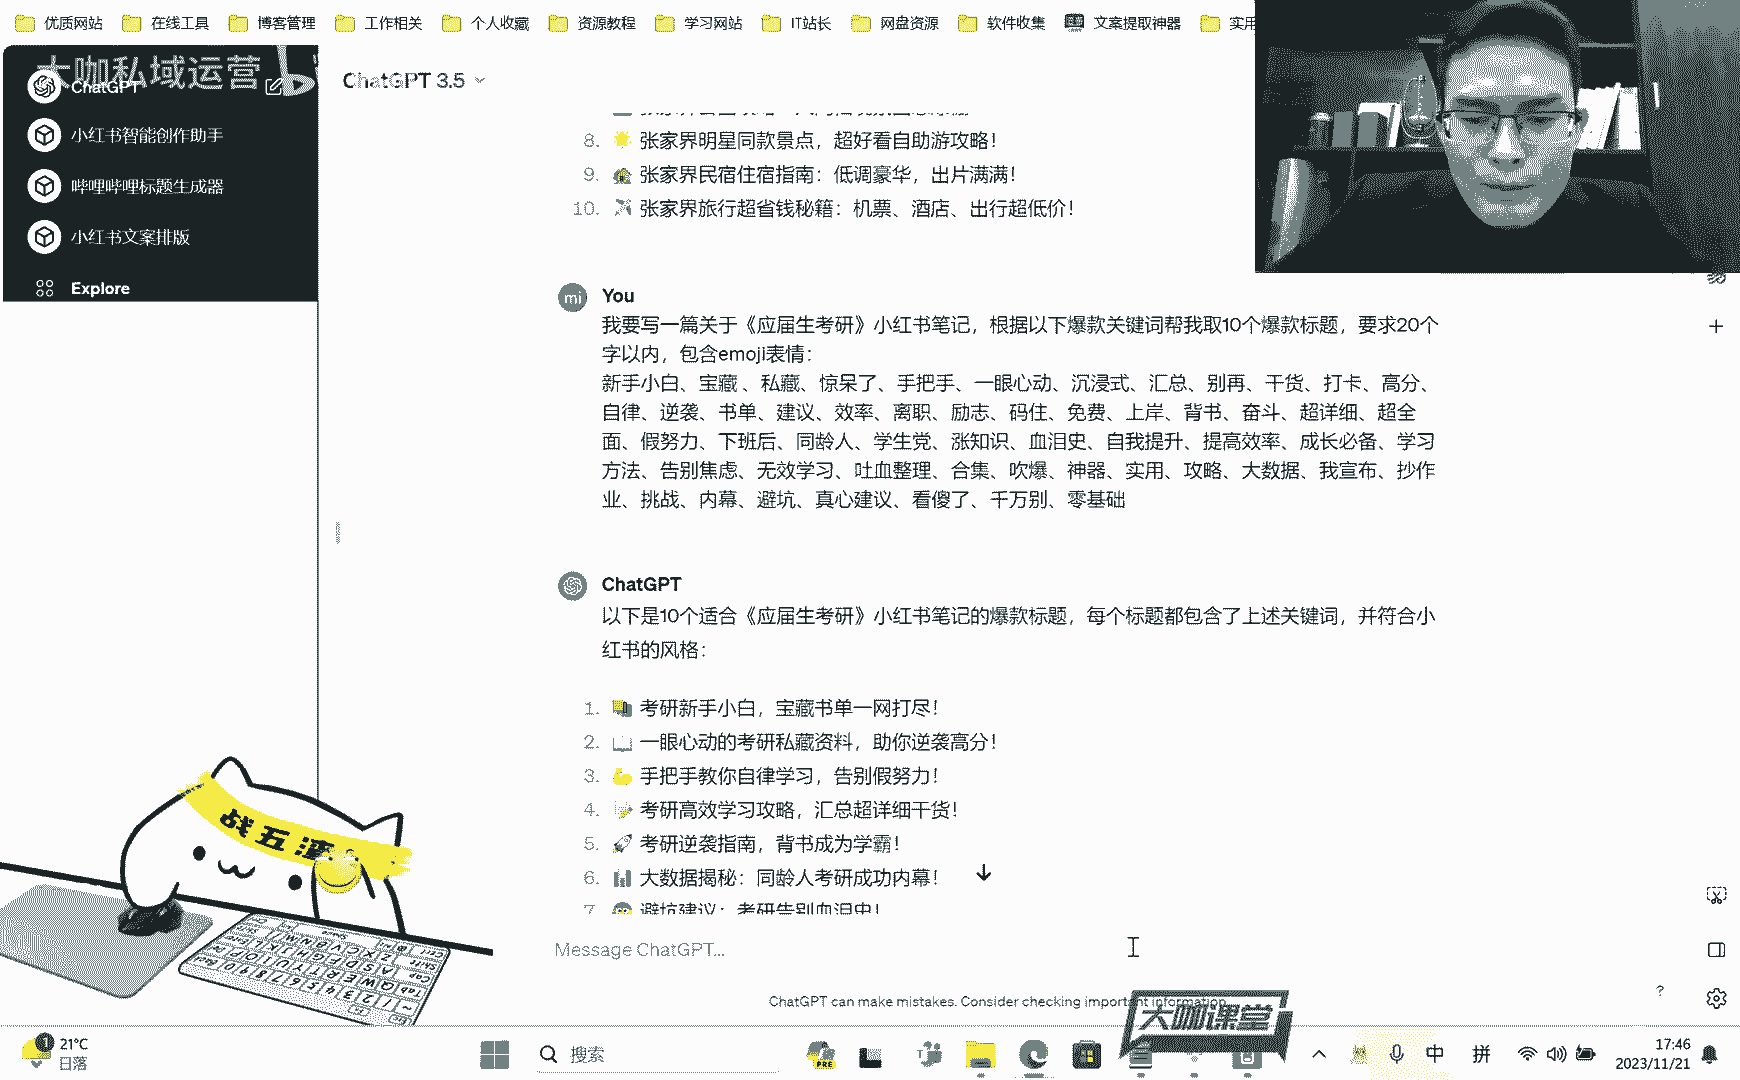 优质网站 在线工具 博客管理 工作相关 个人收藏 资源教程 学习网站 IT站长 网盘资源 软件收集 文案提取神器 实用
大咖私域运营
ChatGPT
小红书智能创作助手
哔哩哔哩标题生成器
小红书文案排版
Explore
ChatGPT 3.5
8. 张家界明星同款景点，超好看自助游攻略！
9. 张家界民宿住宿指南：低调豪华，出片满满！
10. 张家界旅行超省钱秘籍：机票、酒店、出行超低价！
mi
You
我要写一篇关于《应届生考研》小红书笔记，根据以下爆款关键词帮我取10个爆款标题，要求20个
字以内，包含emoji表情：
新手小白、宝藏 、私藏、惊呆了、手把手、一眼心动、沉浸式、汇总、别再、干货、打卡、高分、
自律、逆袭、书单、建议、效率、离职、励志、码住、免费、上岸、背书、奋斗、超详细、超全
面、假努力、下班后、同龄人、学生党、涨知识、血泪史、自我提升、提高效率、成长必备、学习
方法、告别焦虑、无效学习、吐血整理、合集、吹爆、神器、实用、攻略、大数据、我宣布、抄作
业、挑战、内幕、避坑、真心建议、看傻了、千万别、零基础
ChatGPT
以下是10个适合《应届生考研》小红书笔记的爆款标题，每个标题都包含了上述关键词，并符合小
红书的风格：
1. 考研新手小白，宝藏书单一网打尽！
2. 一眼心动的考研私藏资料，助你逆袭高分！
3. 手把手教你自律学习，告别假努力！
4. 考研高效学习攻略，汇总超详细干货！
5. 考研逆袭指南，背书成为学霸！
6. 大数据揭秘：同龄人考研成功内幕！
7. 避坑建议：考研告别血泪史！
战五渣
Message ChatGPT...
ChatGPT can make mistakes. Consider checking important information.
?
大咖课堂
1
21°C
日落
搜索
PRE
中
拼
17:46
2023/11/21